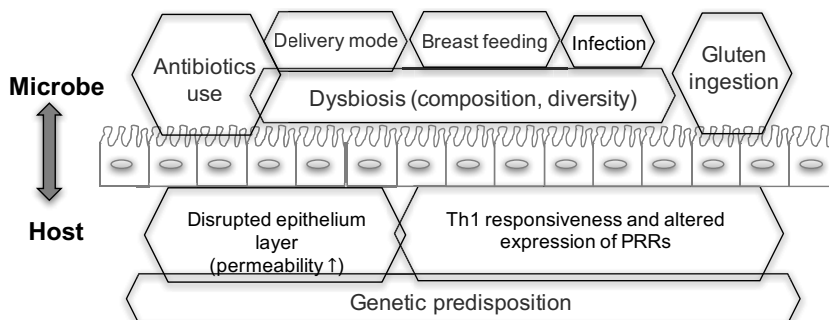 Microbe
Host
Antibiotics
use
Delivery mode
Breast feeding
Infection
Gluten
ingestion
Dysbiosis (composition, diversity)
Disrupted epithelium
layer
(permeability ↑)
Th1 responsiveness and altered
expression of PRRs
Genetic predisposition